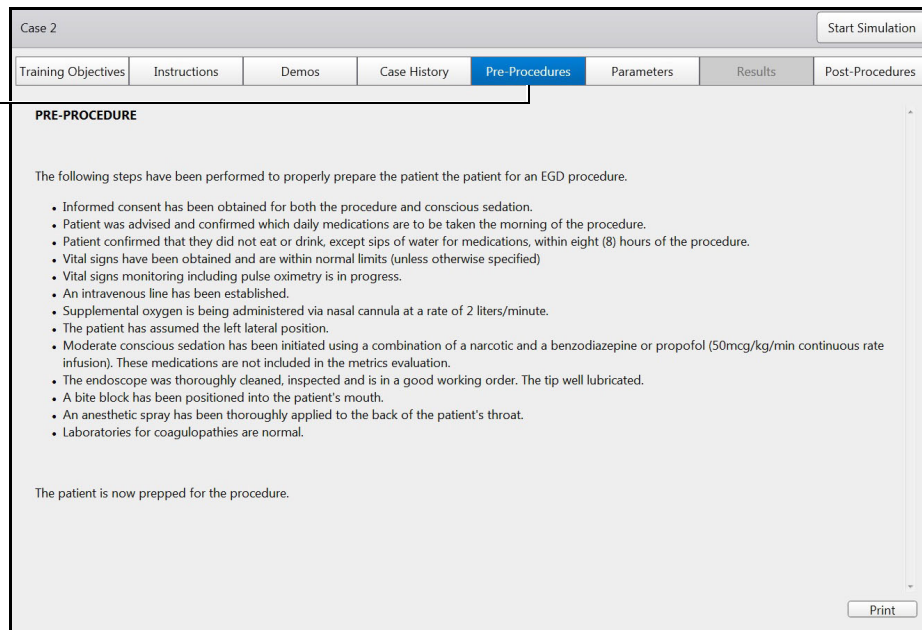 Case 2
Start Simulation
Training Objectives
Instructions
Demos
Case History
Pre-Procedures
Parameters
Results
Post-Procedures
PRE-PROCEDURE
The following steps have been performed to properly prepare the patient the patient for an EGD procedure.
• Informed consent has been obtained for both the procedure and conscious sedation.
• Patient was advised and confirmed which daily medications are to be taken the morning of the procedure.
• Patient confirmed that they did not eat or drink, except sips of water for medications, within eight (8) hours of the procedure.
• Vital signs have been obtained and are within normal limits (unless otherwise specified)
• Vital signs monitoring including pulse oximetry is in progress.
• An intravenous line has been established.
• Supplemental oxygen is being administered via nasal cannula at a rate of 2 liters/minute.
• The patient has assumed the left lateral position.
• Moderate conscious sedation has been initiated using a combination of a narcotic and a benzodiazepine or propofol (50mcg/kg/min continuous rate
infusion). These medications are not included in the metrics evaluation.
• The endoscope was thoroughly cleaned, inspected and is in a good working order. The tip well lubricated.
• A bite block has been positioned into the patient's mouth.
• An anesthetic spray has been thoroughly applied to the back of the patient's throat.
• Laboratories for coagulopathies are normal.
The patient is now prepped for the procedure.
Print